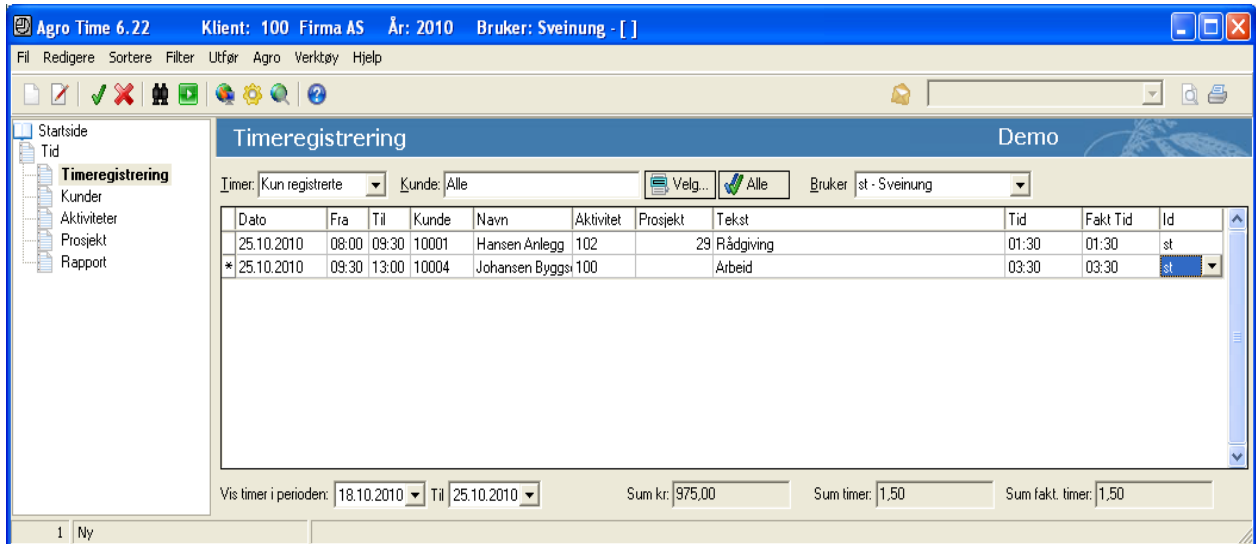 Agro Time 6.22 Klient: 100 Firma AS År: 2010 Bruker: Sveinung - [ ]
Fil Redigere Sortere Filter Utfør Agro Verktøy Hjelp
Startside
Tid
Timeregistrering
Kunder
Aktiviteter
Prosjekt
Rapport
Timeregistrering Demo
Timer: Kun registrerte Kunde: Alle Velg... Alle Bruker st - Sveinung
Dato Fra Til Kunde Navn Aktivitet Prosjekt Tekst Tid Fakt Tid Id
25.10.2010 08:00 09:30 10001 Hansen Anlegg 102 29 Rådgiving 01:30 01:30 st
* 25.10.2010 09:30 13:00 10004 Johansen Byggs 100 Arbeid 03:30 03:30 st
Vis timer i perioden: 18.10.2010 Til 25.10.2010 Sum kr: 975,00 Sum timer: 1,50 Sum fakt. timer: 1,50
1 Ny